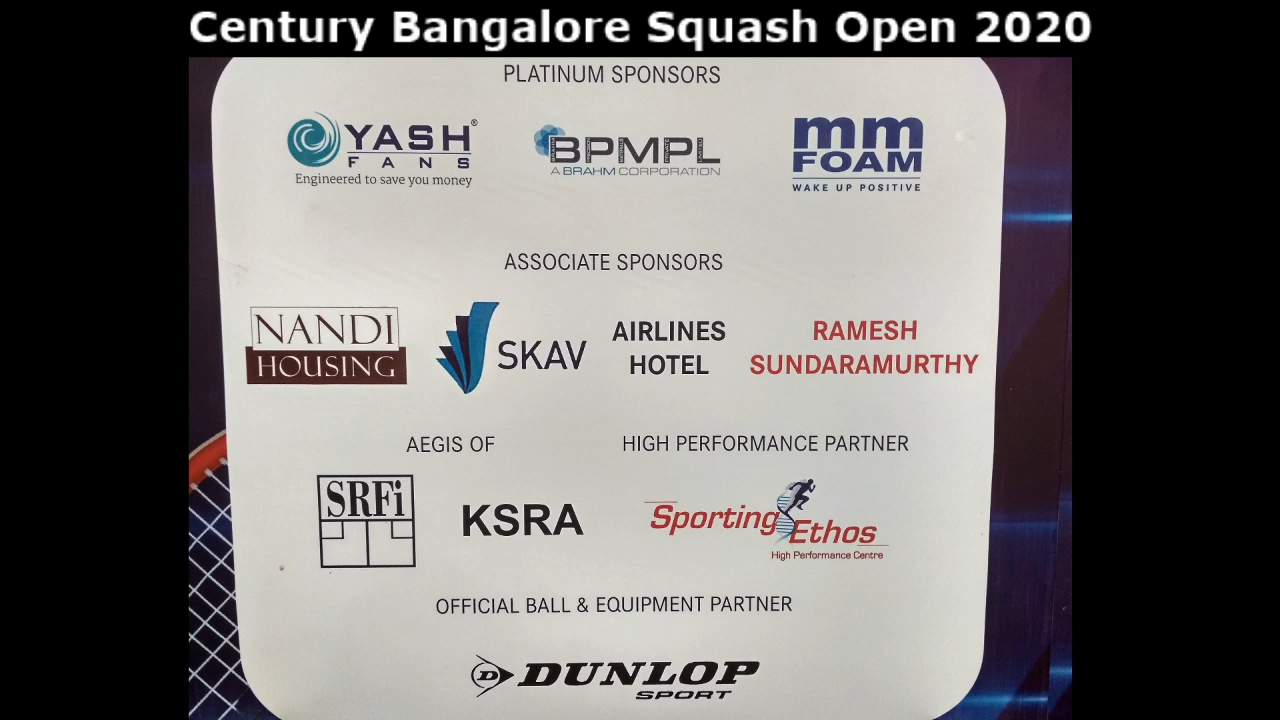 Century Bangalore Squash Open 2020
PLATINUM SPONSORS
YASH®
FANS
Engineered to save you money
BPMPL
A BRAHM CORPORATION
mm
FOAM
WAKE UP POSITIVE
ASSOCIATE SPONSORS
NANDI
HOUSING
SKAV
AIRLINES
HOTEL
RAMESH
SUNDARAMURTHY
AEGIS OF
HIGH PERFORMANCE PARTNER
SRFi
KSRA
Sporting
Ethos
High Performance Centre
OFFICIAL BALL & EQUIPMENT PARTNER
D DUNLOP
SPORT